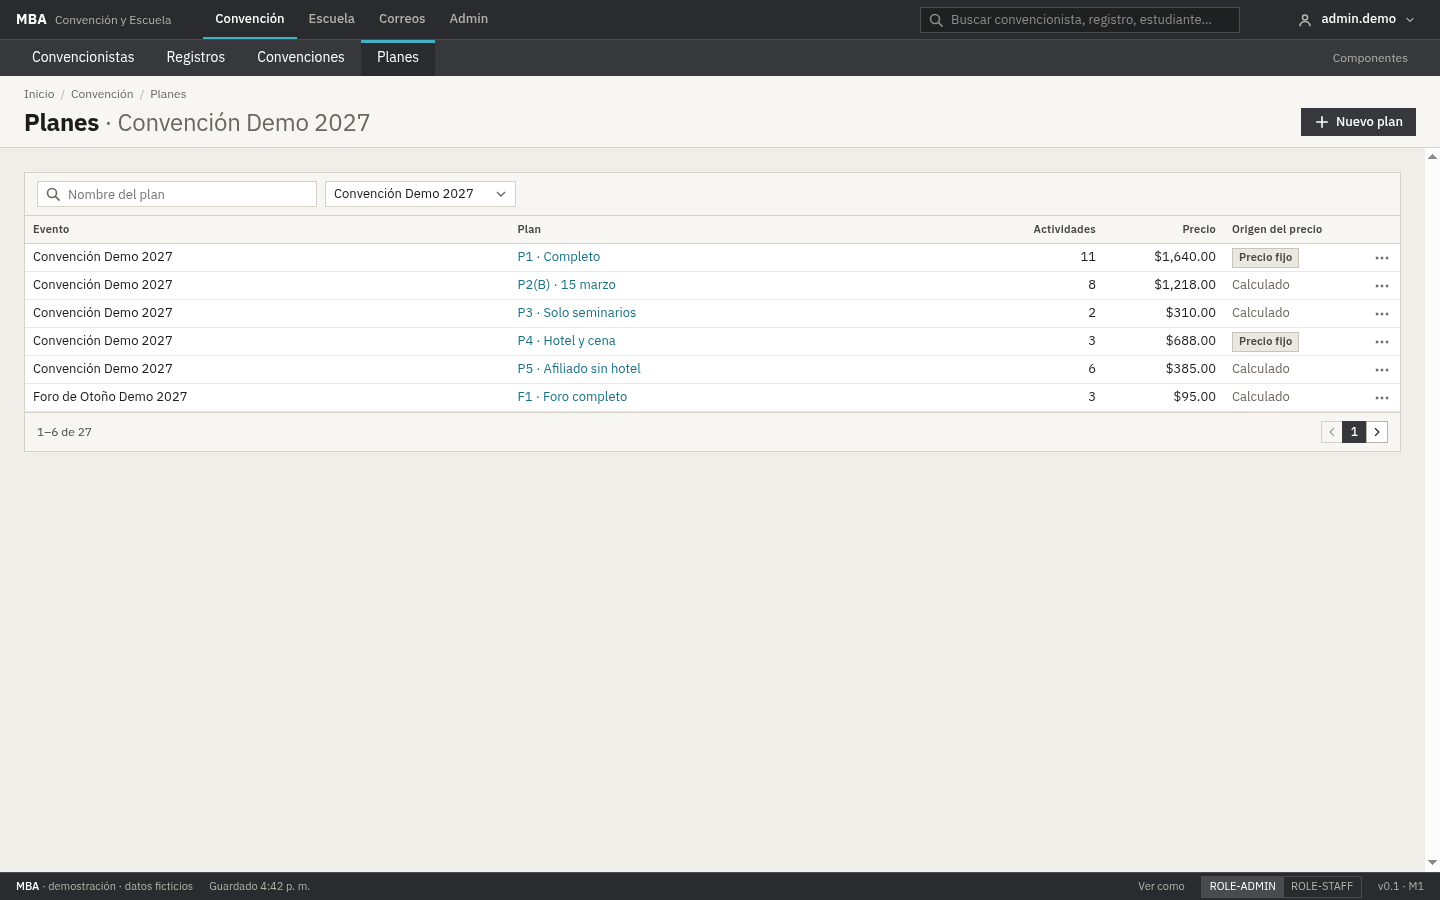 MBA Convención y Escuela Convención Escuela Correos Admin Buscar convencionista, registro, estudiante... admin.demo
Convencionistas Registros Convenciones Planes Componentes
Inicio / Convención / Planes
Planes · Convención Demo 2027 Nuevo plan
Nombre del plan Convención Demo 2027
Evento Plan Actividades Precio Origen del precio
Convención Demo 2027 P1 · Completo 11 $1,640.00 Precio fijo
Convención Demo 2027 P2(B) · 15 marzo 8 $1,218.00 Calculado
Convención Demo 2027 P3 · Solo seminarios 2 $310.00 Calculado
Convención Demo 2027 P4 · Hotel y cena 3 $688.00 Precio fijo
Convención Demo 2027 P5 · Afiliado sin hotel 6 $385.00 Calculado
Foro de Otoño Demo 2027 F1 · Foro completo 3 $95.00 Calculado
1–6 de 27 1
MBA · demostración · datos ficticios Guardado 4:42 p. m. Ver como ROLE-ADMIN ROLE-STAFF v0.1 · M1